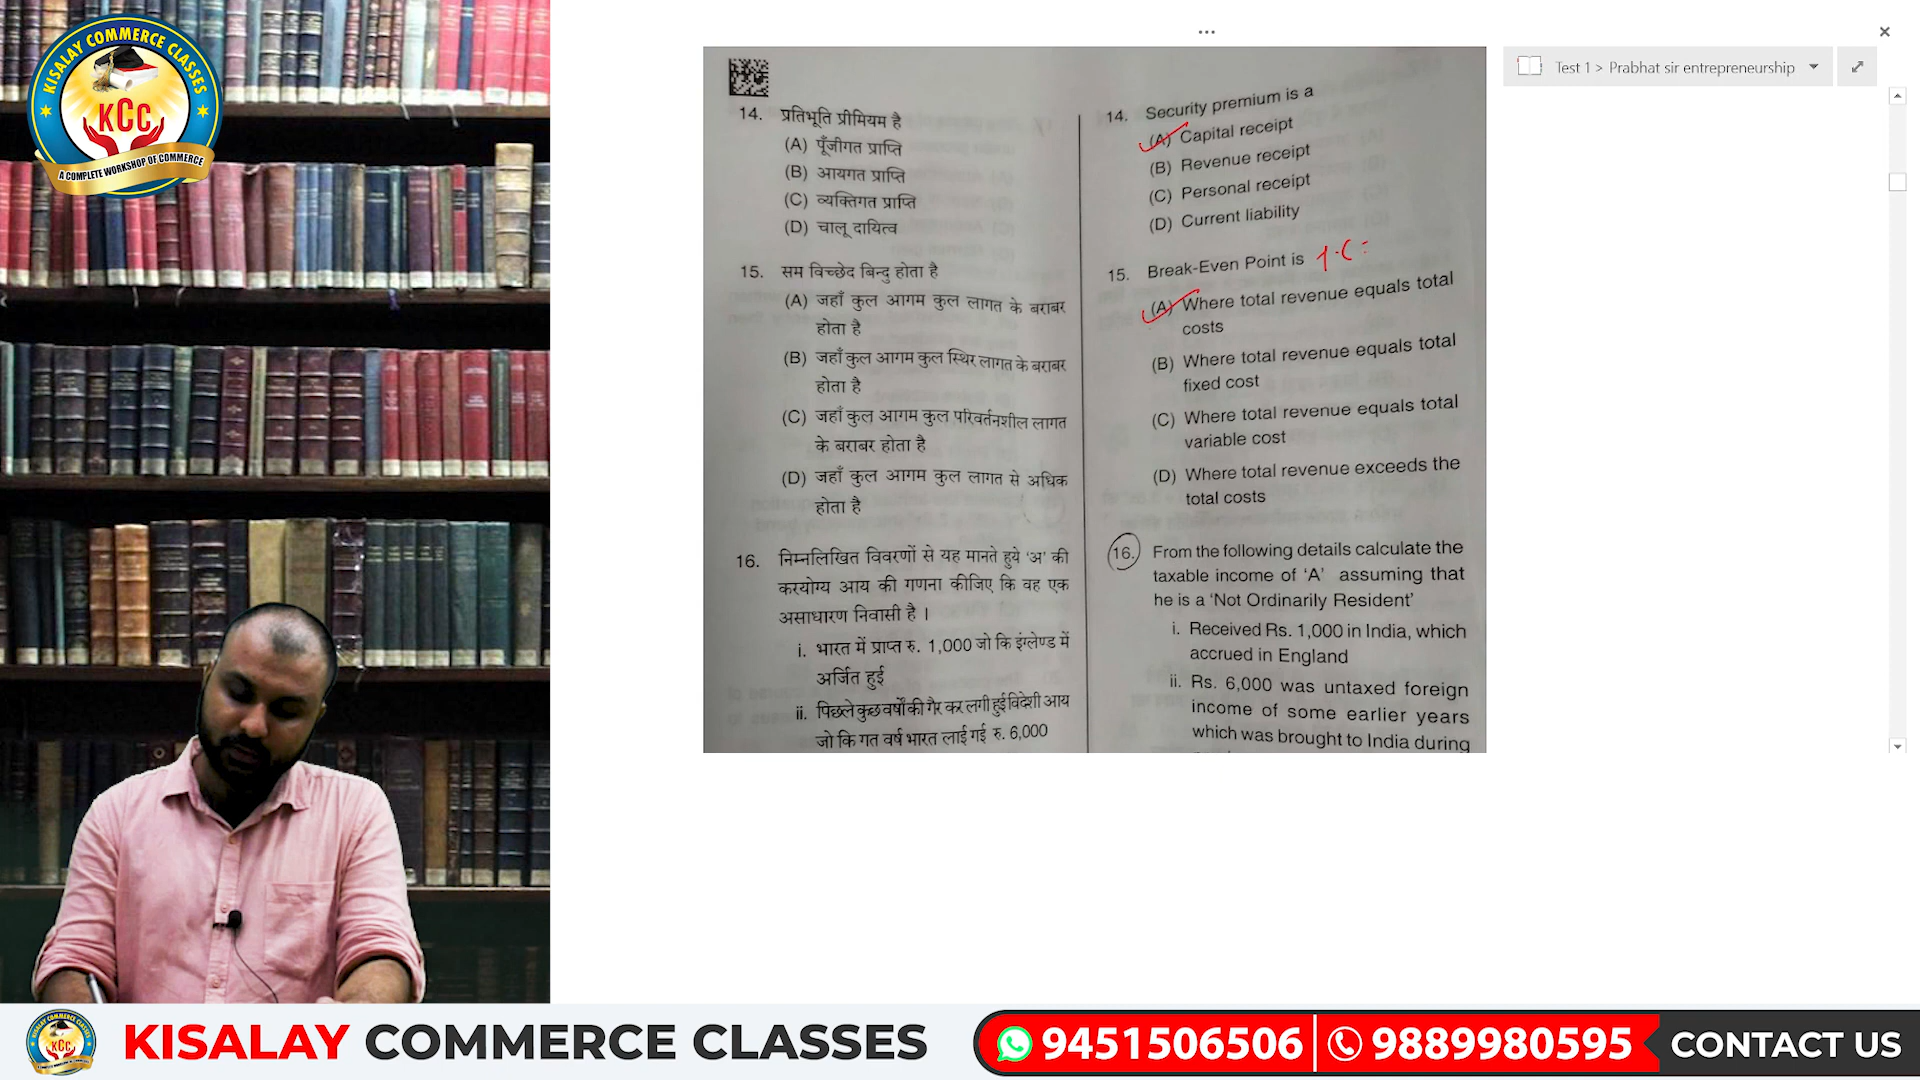 KISALAY COMMERCE CLASSES
KCC
A COMPLETE WORKSHOP OF COMMERCE
Test 1 > Prabhat sir entrepreneurship
14. प्रतिभूति प्रीमियम है
(A) पूँजीगत प्राप्ति
(B) आयगत प्राप्ति
(C) व्यक्तिगत प्राप्ति
(D) चालू दायित्व
15. सम विच्छेद बिन्दु होता है
(A) जहाँ कुल आगम कुल लागत के बराबर
होता है
(B) जहाँ कुल आगम कुल स्थिर लागत के बराबर
होता है
(C) जहाँ कुल आगम कुल परिवर्तनशील लागत
के बराबर होता है
(D) जहाँ कुल आगम कुल लागत से अधिक
होता है
16. निम्नलिखित विवरणों से यह मानते हुये ‘अ’ की
करयोग्य आय की गणना कीजिए कि वह एक
असाधारण निवासी है ।
i. भारत में प्राप्त रु. 1,000 जो कि इंग्लेण्ड में
अर्जित हुई
ii. पिछले कुछ वर्षों की गैर कर लगी हुई विदेशी आय
जो कि गत वर्ष भारत लाई गई रु. 6,000
14. Security premium is a
(A) Capital receipt
(B) Revenue receipt
(C) Personal receipt
(D) Current liability
15. Break-Even Point is
(A) Where total revenue equals total
costs
(B) Where total revenue equals total
fixed cost
(C) Where total revenue equals total
variable cost
(D) Where total revenue exceeds the
total costs
16. From the following details calculate the
taxable income of ‘A’ assuming that
he is a ‘Not Ordinarily Resident’
i. Received Rs. 1,000 in India, which
accrued in England
ii. Rs. 6,000 was untaxed foreign
income of some earlier years
which was brought to India during
KISALAY COMMERCE CLASSES
KCC
KISALAY COMMERCE CLASSES
9451506506
9889980595
CONTACT US